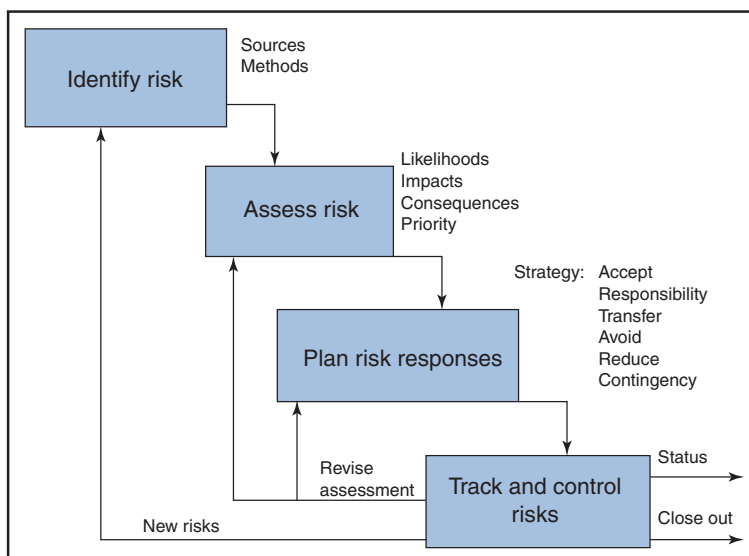 Identify risk
Sources
Methods
Assess risk
Likelihoods
Impacts
Consequences
Priority
Strategy: Accept
Responsibility
Transfer
Avoid
Reduce
Contingency
Plan risk responses
Revise
assessment
Track and control
risks
Status
Close out
New risks